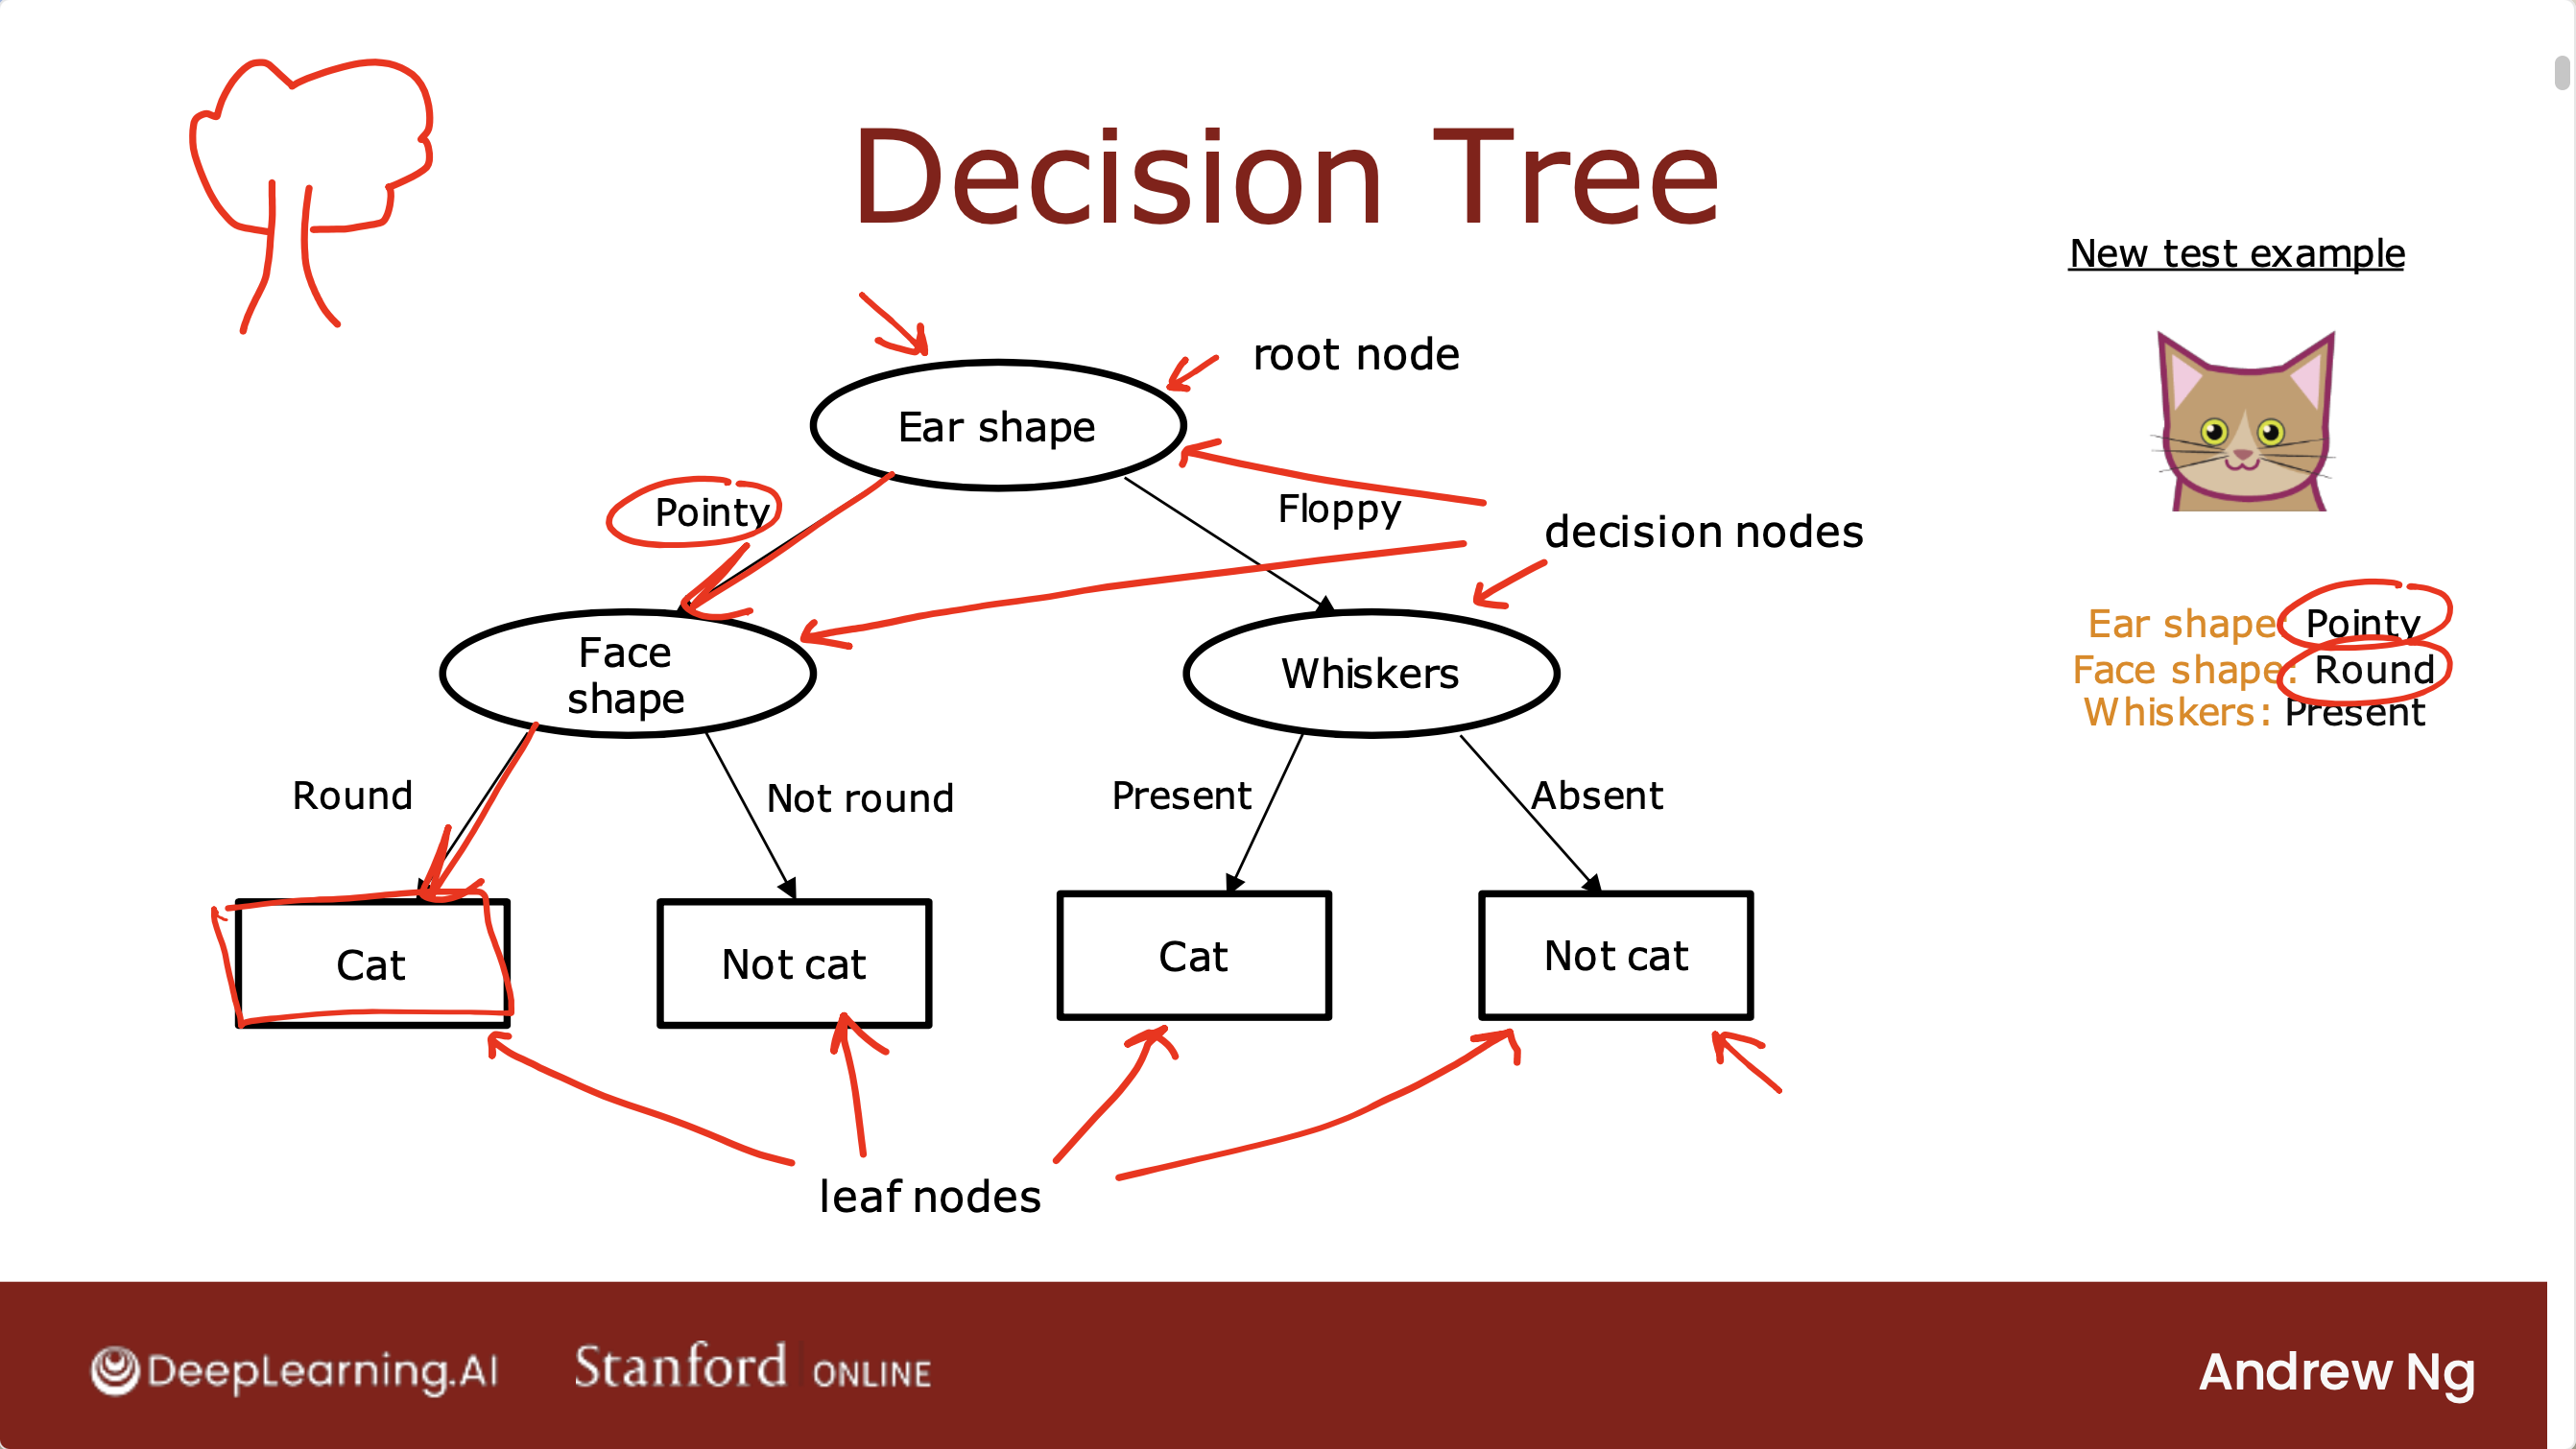 Decision Tree
New test example
root node
Ear shape
Pointy
Floppy
decision nodes
Face
shape
Whiskers
Ear shape: Pointy
Face shape: Round
Whiskers: Present
Round
Not round
Present
Absent
Cat
Not cat
Cat
Not cat
leaf nodes
DeepLearning.AI
Stanford ONLINE
Andrew Ng